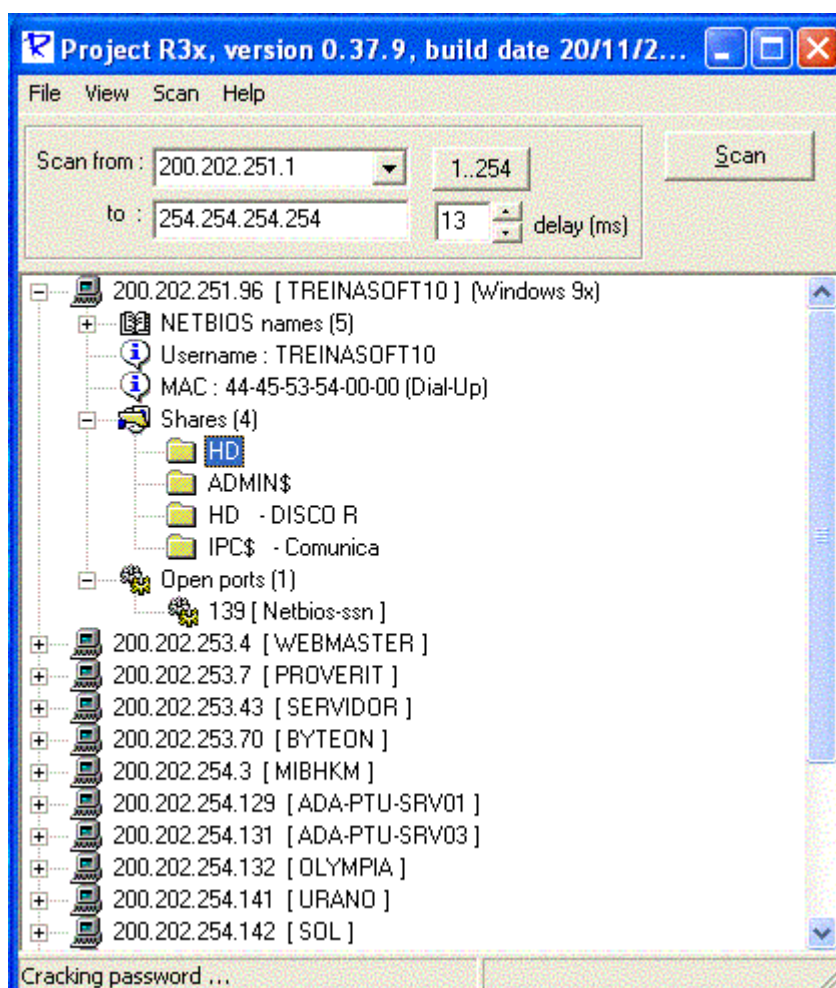 Project R3x, version 0.37.9, build date 20/11/2...
File View Scan Help
Scan from : 200.202.251.1 1..254 Scan
to : 254.254.254.254 13 delay (ms)
200.202.251.96 [ TREINASOFT10 ] (Windows 9x)
NETBIOS names (5)
Username : TREINASOFT10
MAC : 44-45-53-54-00-00 (Dial-Up)
Shares (4)
HD
ADMIN$
HD - DISCO R
IPC$ - Comunica
Open ports (1)
139 [ Netbios-ssn ]
200.202.253.4 [ WEBMASTER ]
200.202.253.7 [ PROVERIT ]
200.202.253.43 [ SERVIDOR ]
200.202.253.70 [ BYTEON ]
200.202.254.3 [ MIBHKM ]
200.202.254.129 [ ADA-PTU-SRV01 ]
200.202.254.131 [ ADA-PTU-SRV03 ]
200.202.254.132 [ OLYMPIA ]
200.202.254.141 [ URANO ]
200.202.254.142 [ SOL ]
Cracking password ...